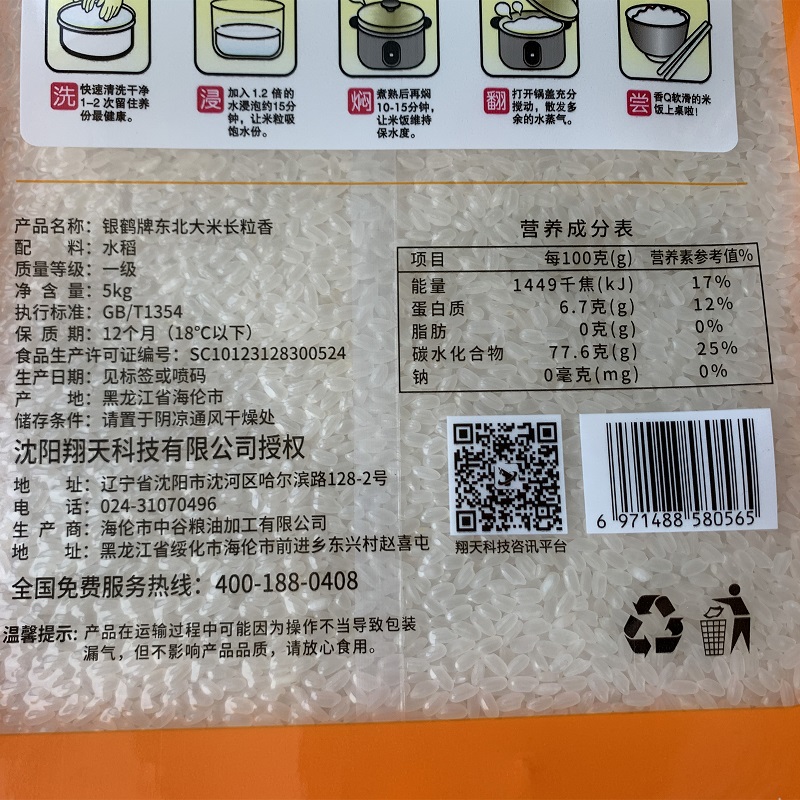 洗 快速清洗干净
1-2次留住养
份最健康。
浸 加入1.2倍的
水浸泡约15分
钟，让米粒吸
饱水份。
焖 煮熟后再焖
10-15分钟，
让米饭维持
保水度。
翻 打开锅盖充分
搅动，散发多
余的水蒸气。
尝 香Q软滑的米
饭上桌啦！
产品名称：银鹤牌东北大米长粒香
配 料：水稻
质量等级：一级
净 含 量：5kg
执行标准：GB/T1354
保 质 期：12个月（18℃以下）
食品生产许可证编号：SC10123128300524
生产日期：见标签或喷码
产 地：黑龙江省海伦市
储存条件：请置于阴凉通风干燥处
沈阳翔天科技有限公司授权
地 址：辽宁省沈阳市沈河区哈尔滨路128-2号
电 话：024-31070496
生 产 商：海伦市中谷粮油加工有限公司
地 址：黑龙江省绥化市海伦市前进乡东兴村赵喜屯
全国免费服务热线：400-188-0408
温馨提示：产品在运输过程中可能因为操作不当导致包装
漏气，但不影响产品品质，请放心食用。
营养成分表
项目 每100克(g) 营养素参考值%
能量 1449千焦(kJ) 17%
蛋白质 6.7克(g) 12%
脂肪 0克(g) 0%
碳水化合物 77.6克(g) 25%
钠 0毫克(mg) 0%
翔天科技咨讯平台
6 971488 580565